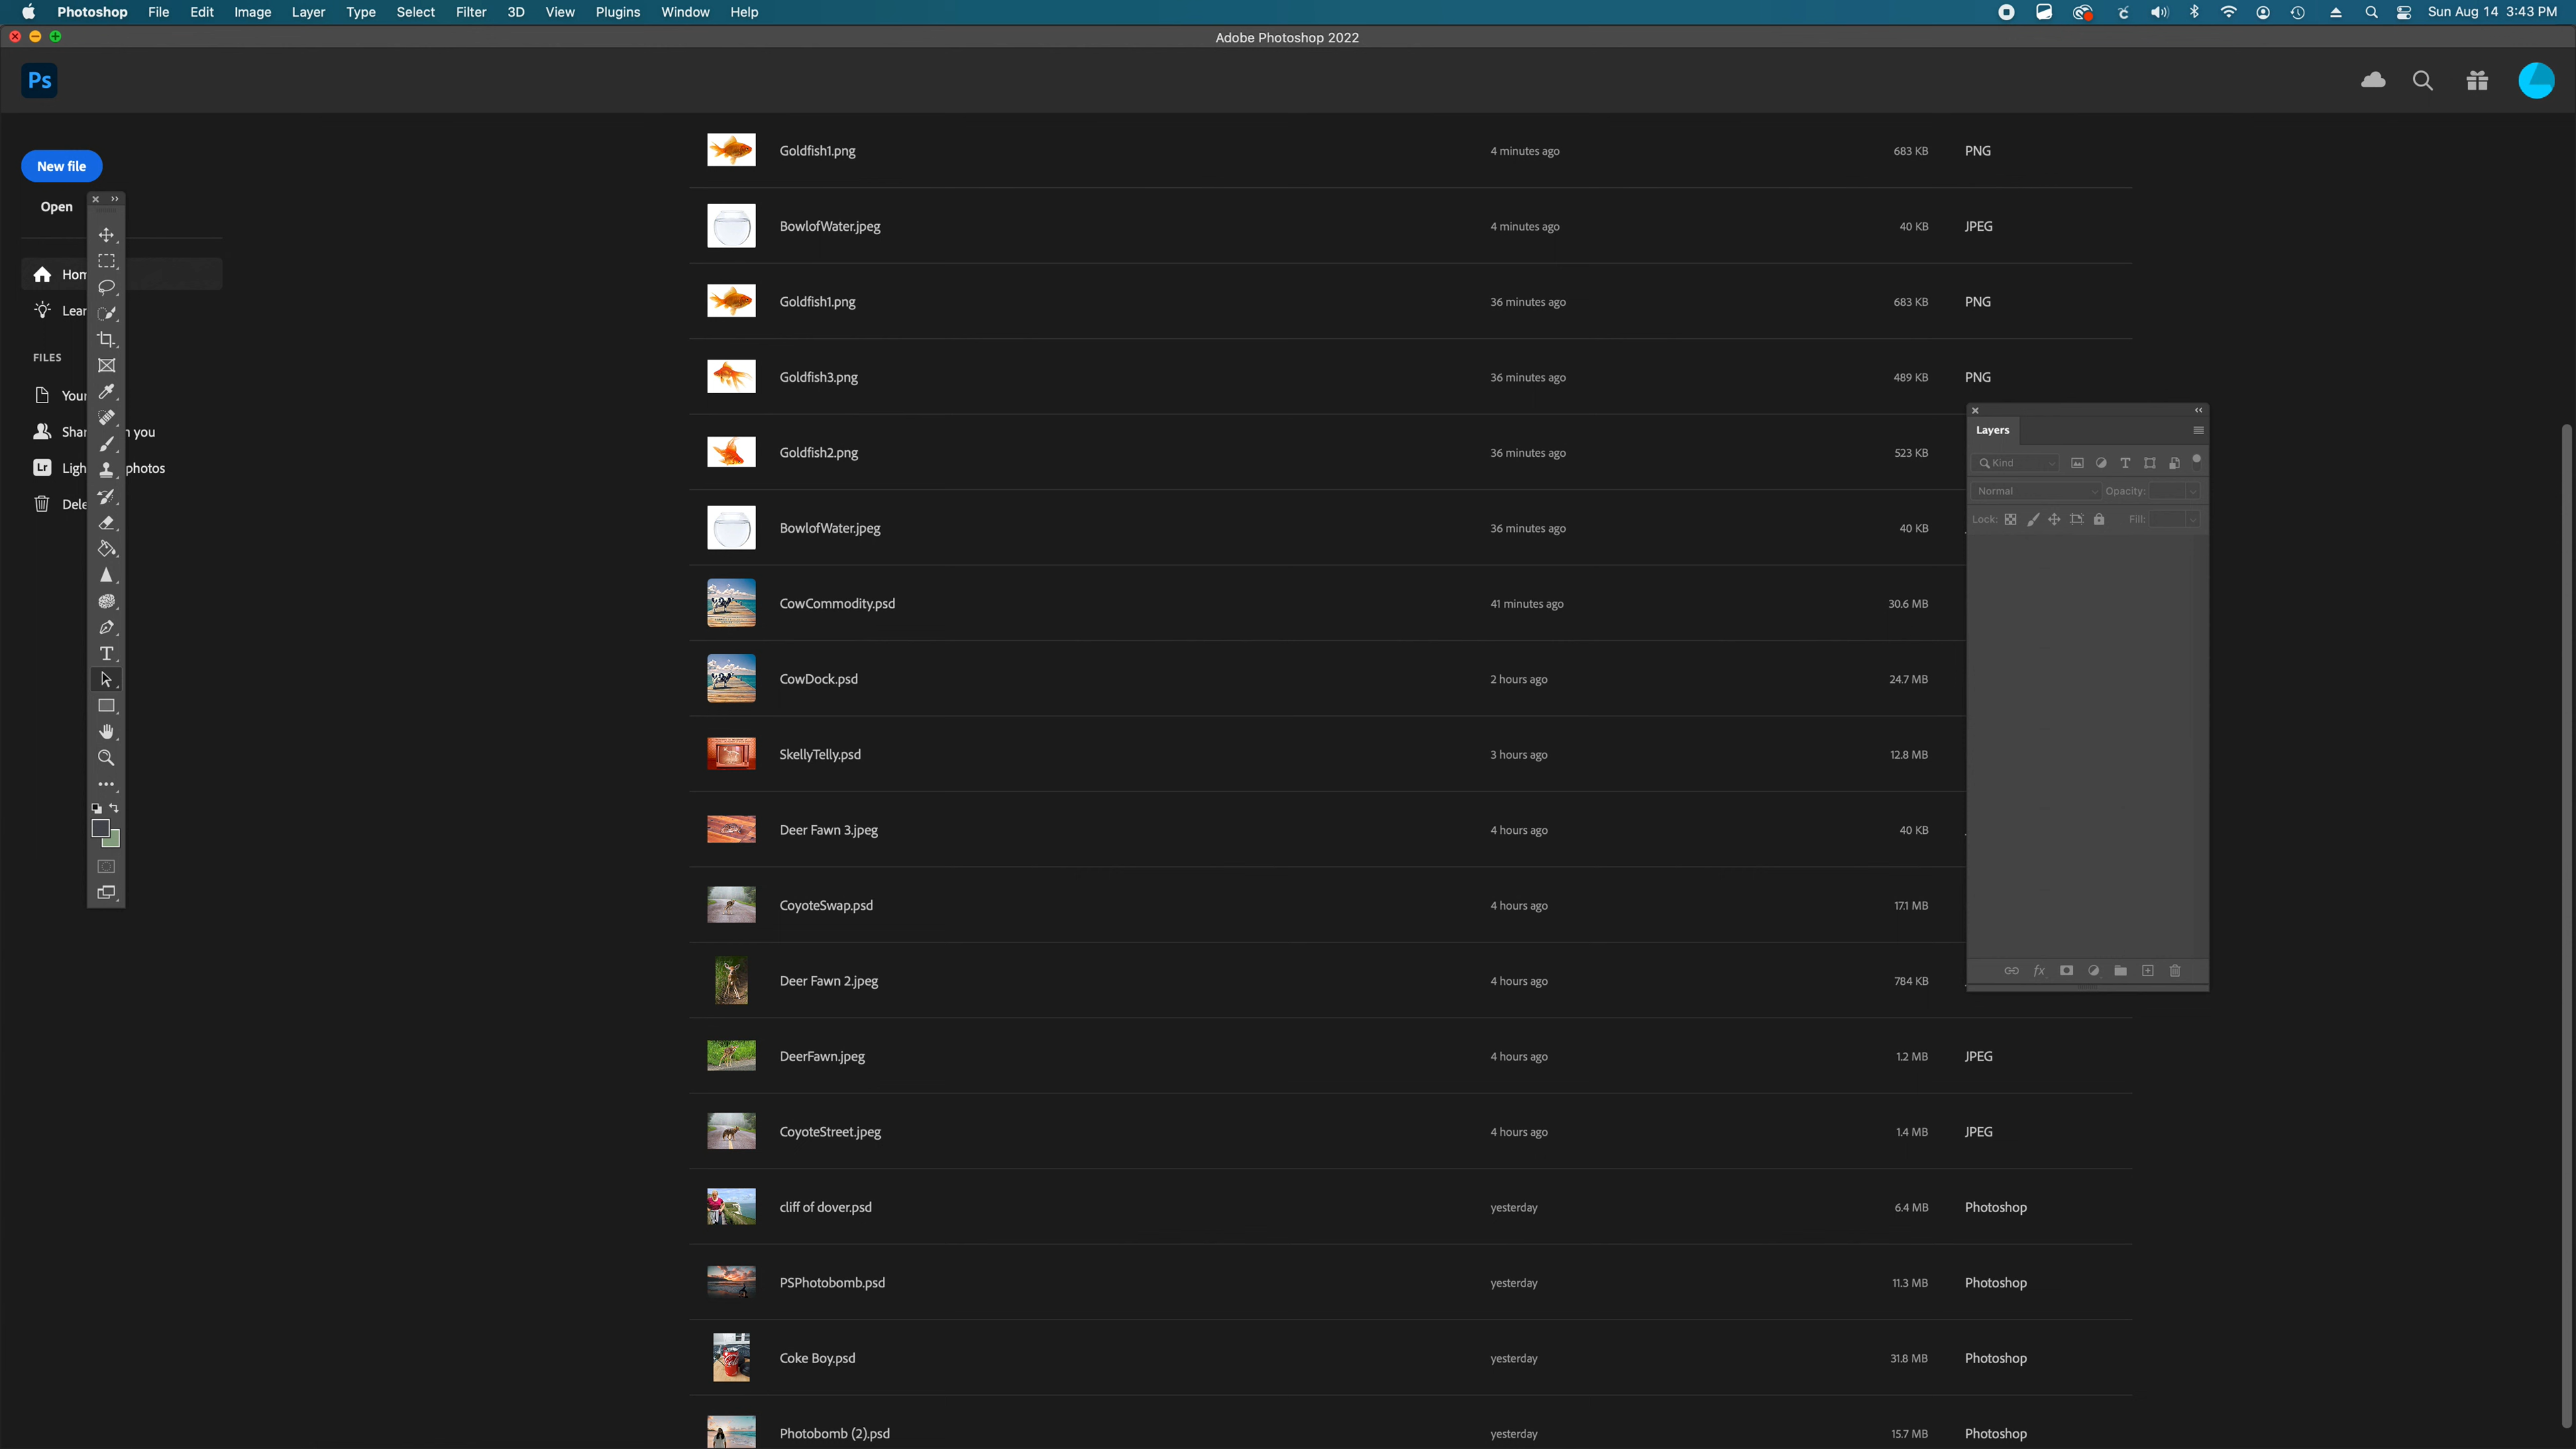 Photoshop File Edit Image Layer Type Select Filter 3D View Plugins Window Help Sun Aug 14 3:43 PM
Adobe Photoshop 2022
Ps
New file
Open
Hom
Lear
FILES
Your
Shar n you
Lr Ligh photos
Dele
Goldfish1.png 4 minutes ago 683 KB PNG
BowlofWater.jpeg 4 minutes ago 40 KB JPEG
Goldfish1.png 36 minutes ago 683 KB PNG
Goldfish3.png 36 minutes ago 489 KB PNG
Goldfish2.png 36 minutes ago 523 KB
BowlofWater.jpeg 36 minutes ago 40 KB
CowCommodity.psd 41 minutes ago 30.6 MB
CowDock.psd 2 hours ago 24.7 MB
SkellyTelly.psd 3 hours ago 12.8 MB
Deer Fawn 3.jpeg 4 hours ago 40 KB
CoyoteSwap.psd 4 hours ago 17.1 MB
Deer Fawn 2.jpeg 4 hours ago 784 KB
DeerFawn.jpeg 4 hours ago 1.2 MB JPEG
CoyoteStreet.jpeg 4 hours ago 1.4 MB JPEG
cliff of dover.psd yesterday 6.4 MB Photoshop
PSPhotobomb.psd yesterday 11.3 MB Photoshop
Coke Boy.psd yesterday 31.8 MB Photoshop
Photobomb (2).psd yesterday 15.7 MB Photoshop
Layers
Kind
Normal Opacity:
Lock: Fill:
fx